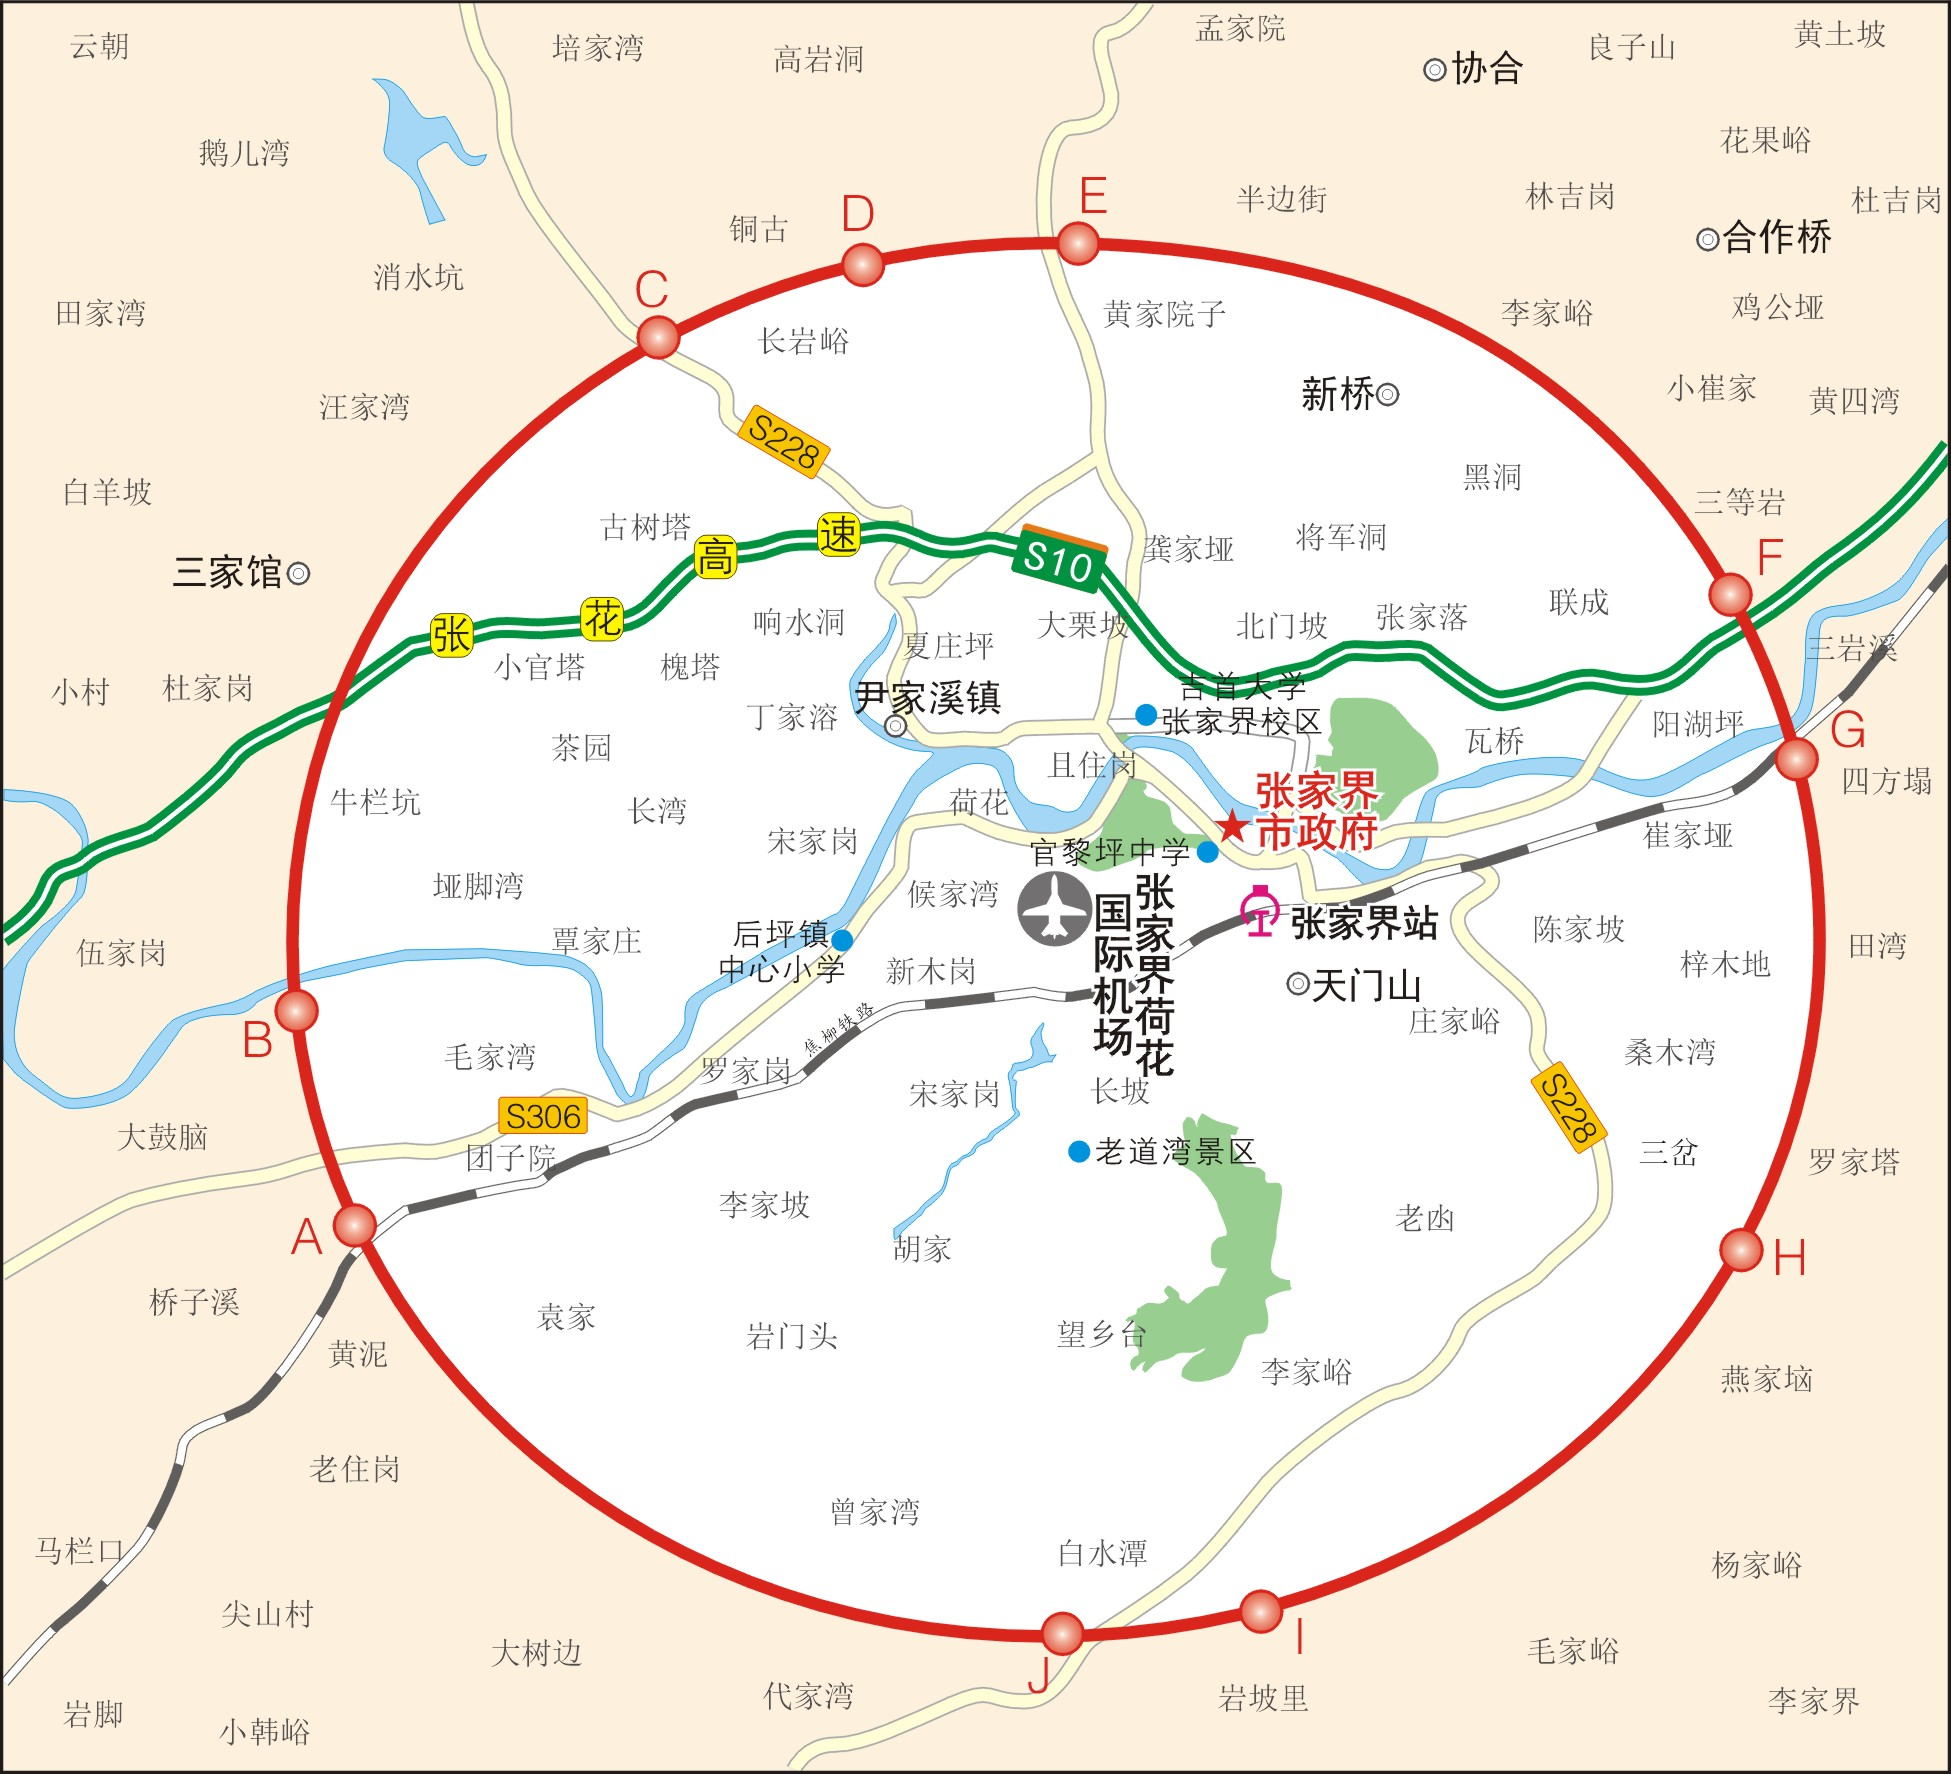 云朝
培家湾
高岩洞
孟家院
良子山
黄土坡
协合
鹅儿湾
花果峪
半边街
林吉岗
杜吉岗
铜古
D
E
合作桥
消水坑
C
田家湾
长岩峪
黄家院子
李家峪
鸡公垭
汪家湾
新桥
小崔家
黄四湾
S228
白羊坡
黑洞
三等岩
古树塔
高
速
S10
龚家垭
将军洞
F
三家馆
张
花
响水洞
大栗坡
北门坡
张家落
联成
夏庄坪
三岩溪
小村
杜家岗
小官塔
槐塔
尹家溪镇
吉首大学
张家界校区
丁家溶
茶园
且住岗
瓦桥
阳湖坪
G
四方塌
牛栏坑
长湾
荷花
张家界
市政府
宋家岗
官黎坪中学
崔家垭
垭脚湾
候家湾
张家界荷花
国际机场
后坪镇
中心小学
覃家庄
张家界站
陈家坡
伍家岗
新木岗
天门山
梓木地
田湾
B
焦柳铁路
毛家湾
罗家岗
宋家岗
长坡
庄家峪
桑木湾
S306
S228
大鼓脑
团子院
老道湾景区
三岔
罗家塔
A
李家坡
胡家
老凼
H
桥子溪
袁家
岩门头
望乡台
李家峪
黄泥
燕家垴
老住岗
曾家湾
白水潭
马栏口
杨家峪
尖山村
大树边
J
I
毛家峪
代家湾
岩坡里
李家界
岩脚
小韩峪